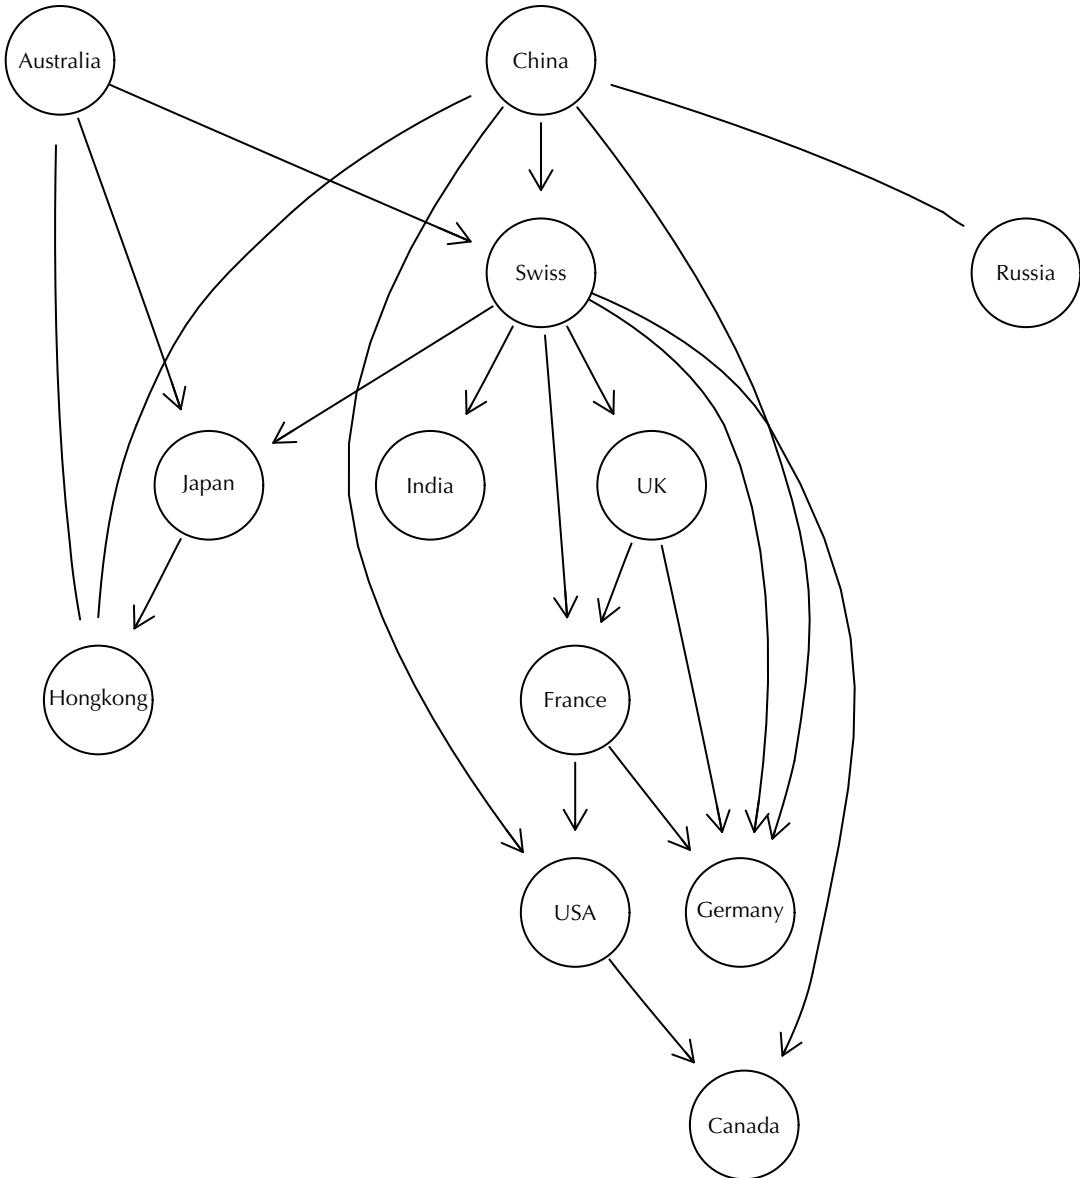 Australia
China
Swiss
Russia
Japan
India
UK
Hongkong
France
USA
Germany
Canada